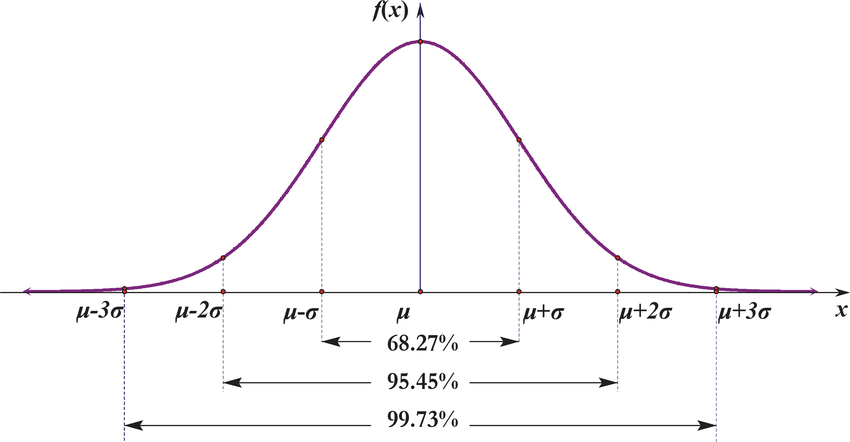 f(x)
μ-3σ μ-2σ μ-σ μ μ+σ μ+2σ μ+3σ x
68.27%
95.45%
99.73%